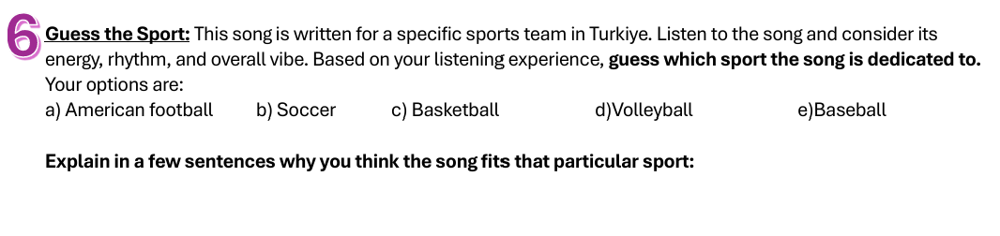 6
Guess the Sport: This song is written for a specific sports team in Turkiye. Listen to the song and consider its
energy, rhythm, and overall vibe. Based on your listening experience, guess which sport the song is dedicated to.
Your options are:
a) American football b) Soccer c) Basketball d)Volleyball e)Baseball
Explain in a few sentences why you think the song fits that particular sport: